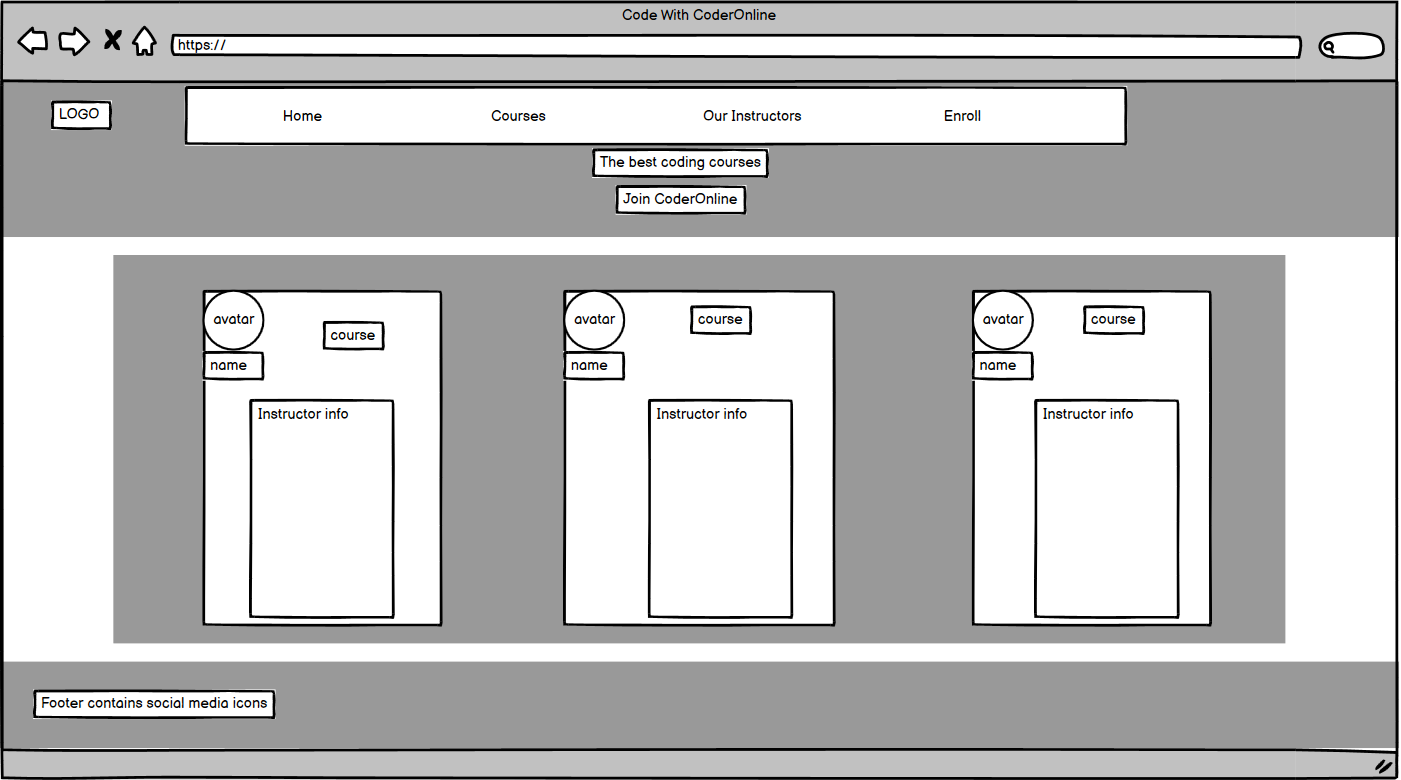 Code With CoderOnline
https://
LOGO
Home
Courses
Our Instructors
Enroll
The best coding courses
Join CoderOnline
avatar
course
name
Instructor info
avatar
course
name
Instructor info
avatar
course
name
Instructor info
Footer contains social media icons